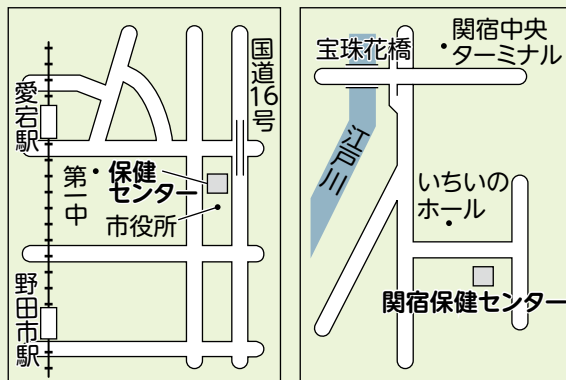 国道16号
愛宕駅
第一中
保健
センター
市役所
野田市駅
宝珠花橋
関宿中央
ターミナル
江戸川
いちいの
ホール
関宿保健センター